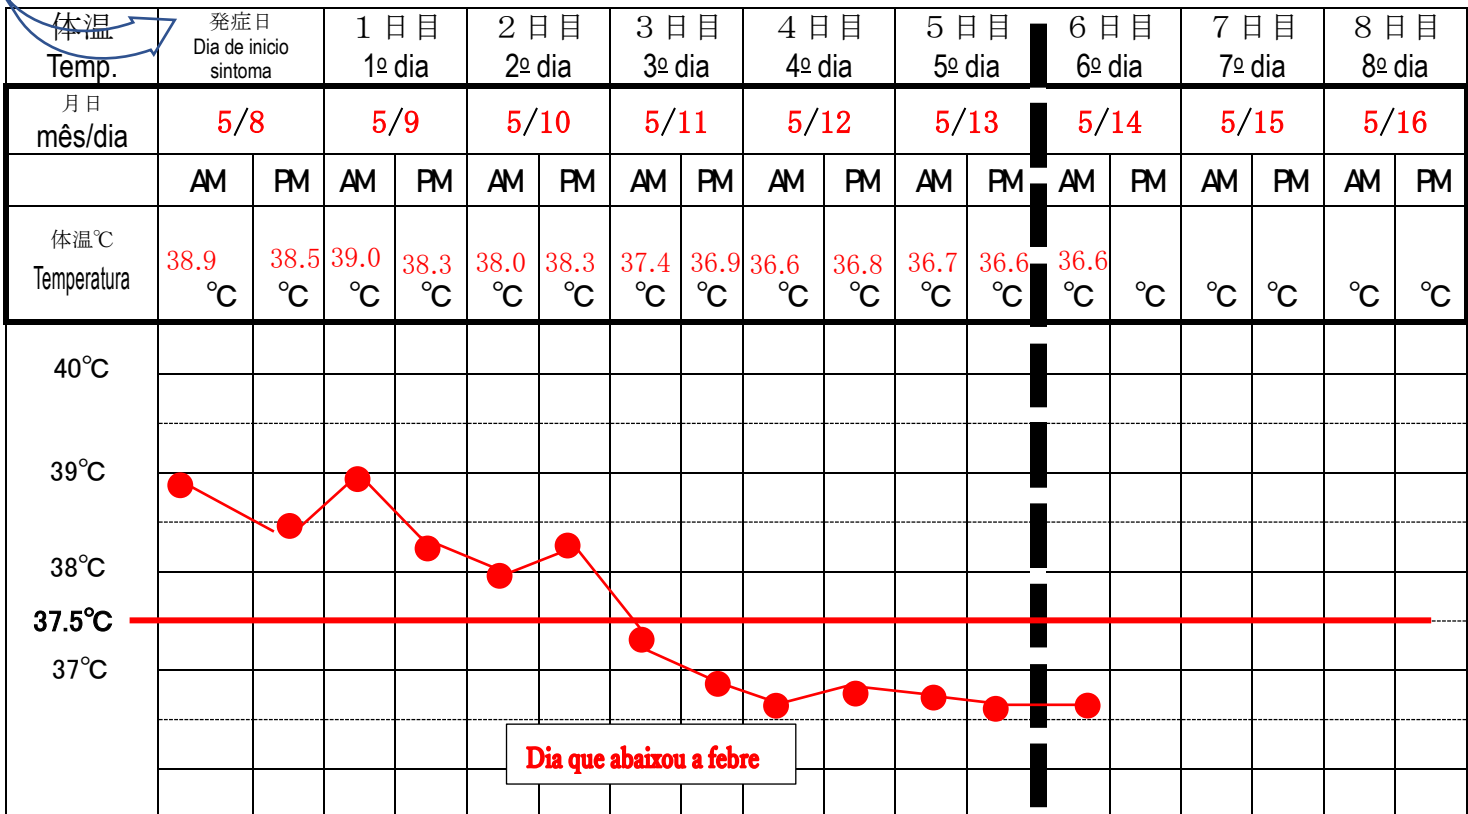 体温 発症日 １日目 ２日目 ３日目 ４日目 ５日目 ６日目 ７日目 ８日目
Temp. Dia de inicio sintoma 1º dia 2º dia 3º dia 4º dia 5º dia 6º dia 7º dia 8º dia
月日
mês/dia 5/8 5/9 5/10 5/11 5/12 5/13 5/14 5/15 5/16
AM PM AM PM AM PM AM PM AM PM AM PM AM PM AM PM AM PM
体温℃
Temperatura
38.9 38.5 39.0 38.3 38.0 38.3 37.4 36.9 36.6 36.8 36.7 36.6 36.6
℃ ℃ ℃ ℃ ℃ ℃ ℃ ℃ ℃ ℃ ℃ ℃ ℃ ℃ ℃ ℃ ℃ ℃
40℃
39℃
38℃
37.5℃
37℃
Dia que abaixou a febre